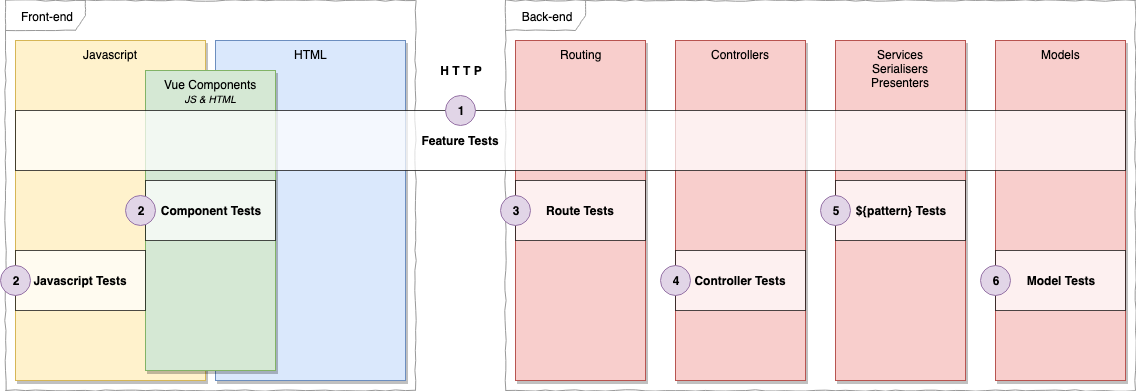 Front-end
Back-end
Javascript
HTML
Vue Components
JS & HTML
HTTP
Routing
Controllers
Services
Serialisers
Presenters
Models
1
Feature Tests
2 Component Tests
3 Route Tests
5 ${pattern} Tests
2 Javascript Tests
4 Controller Tests
6 Model Tests